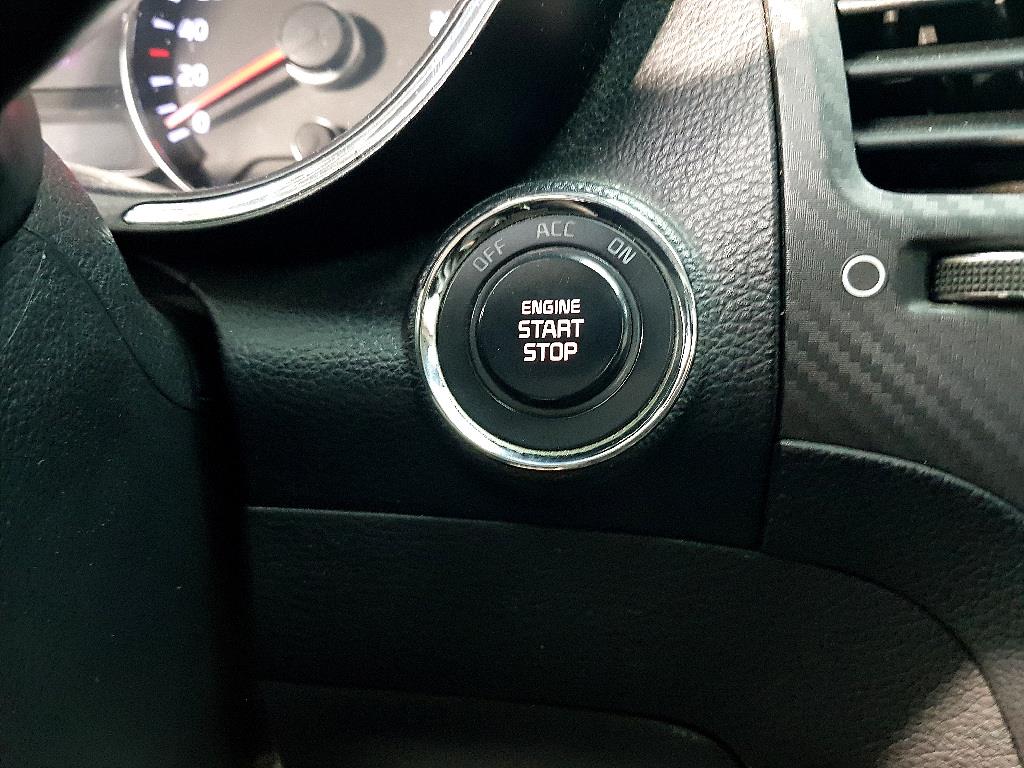 40
20
0
OFF ACC ON
ENGINE
START
STOP